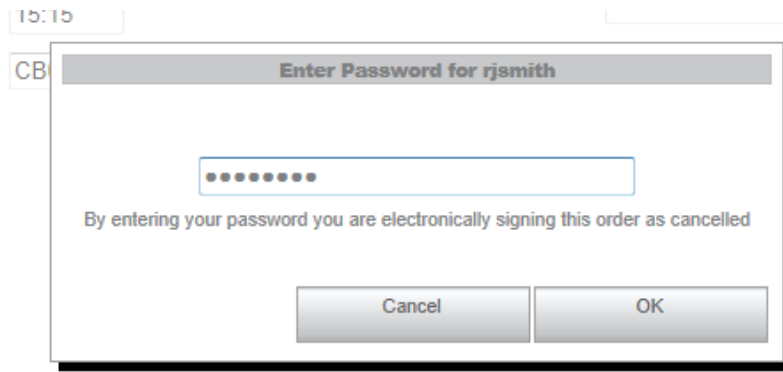 15:15
Enter Password for rjsmith
••••••••
By entering your password you are electronically signing this order as cancelled
Cancel OK